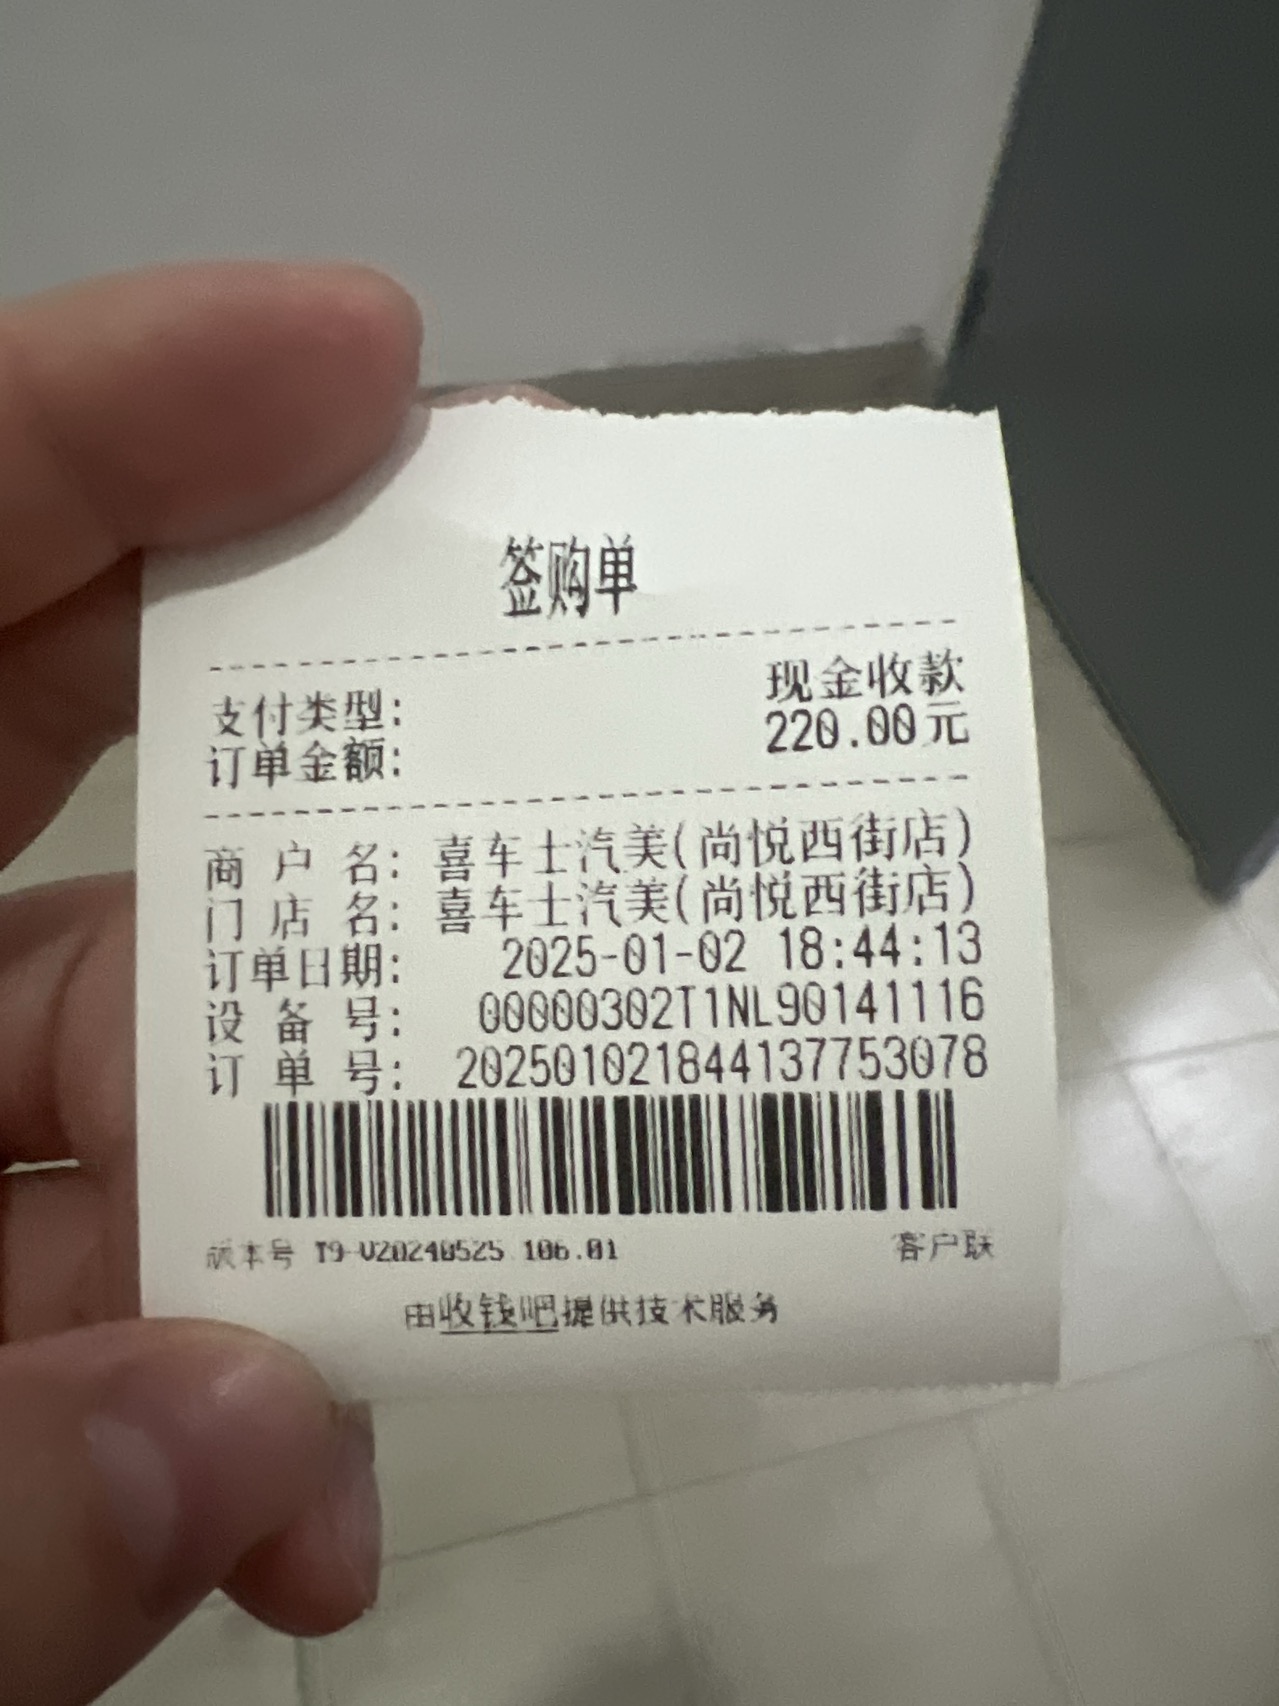 签购单
支付类型: 现金收款
订单金额: 220.00元
商户名: 喜车士汽美(尚悦西街店)
门店名: 喜车士汽美(尚悦西街店)
订单日期: 2025-01-02 18:44:13
设备号: 00000302T1NL90141116
订单号: 202501021844137753078
版本号 T9-V20240525 106.01 客户联
由收钱吧提供技术服务